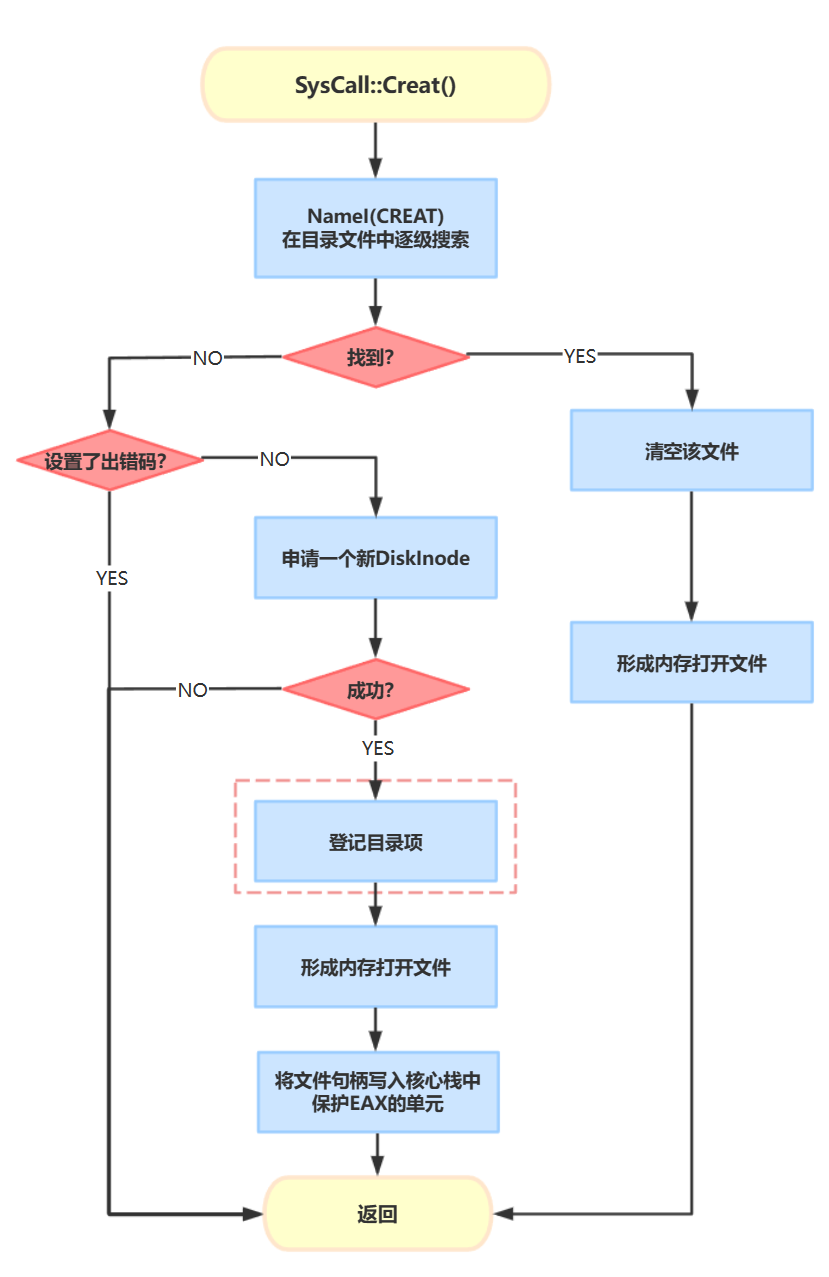 SysCall::Creat()
NameI(CREAT)
在目录文件中逐级搜索
找到?
NO
YES
设置了出错码?
NO
清空该文件
申请一个新DiskInode
YES
形成内存打开文件
成功?
NO
YES
登记目录项
形成内存打开文件
将文件句柄写入核心栈中
保护EAX的单元
返回